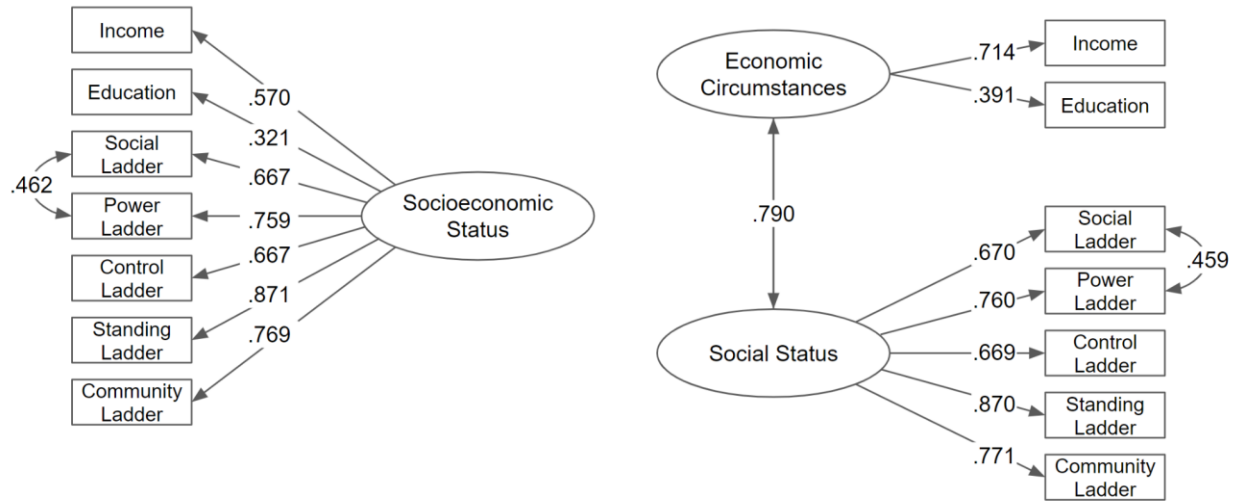 Income
Education
Social
Ladder
Power
Ladder
Control
Ladder
Standing
Ladder
Community
Ladder
.462
.570
.321
.667
.759
.667
.871
.769
Socioeconomic
Status
Economic
Circumstances
.714
.391
Income
Education
.790
Social Status
.670
.760
.669
.870
.771
Social
Ladder
Power
Ladder
Control
Ladder
Standing
Ladder
Community
Ladder
.459